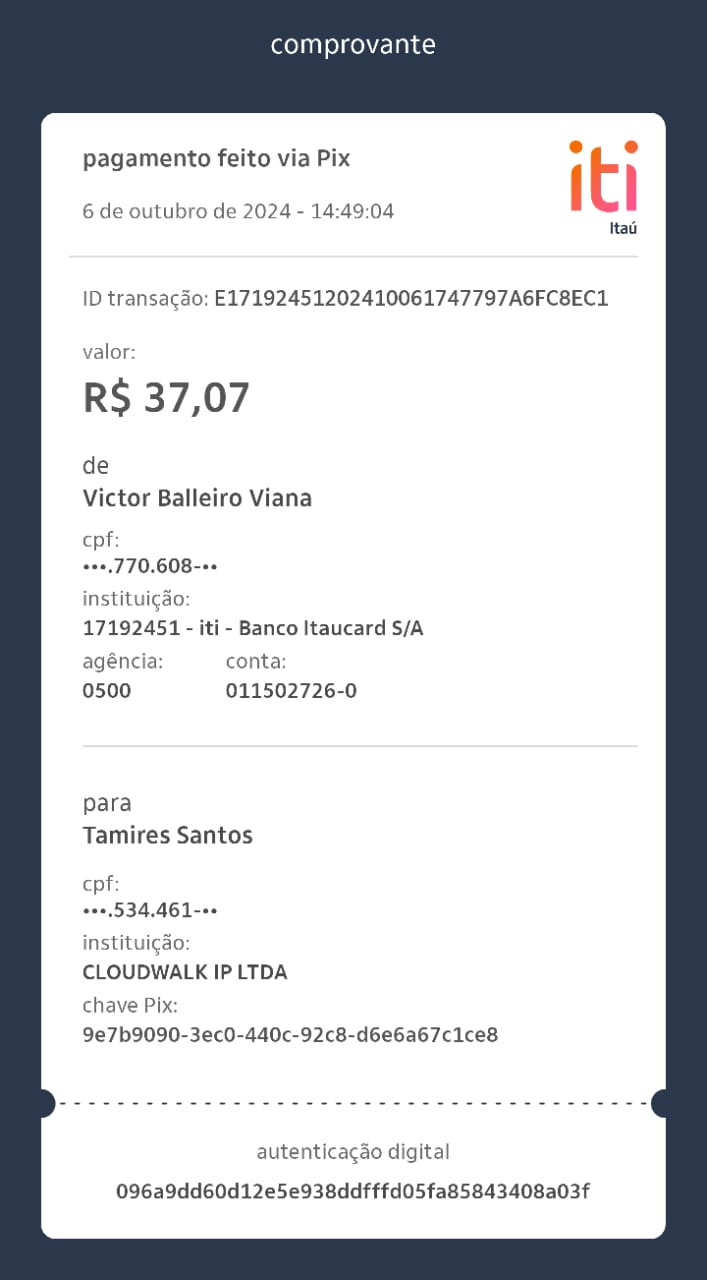 comprovante
pagamento feito via Pix
6 de outubro de 2024 - 14:49:04
iti
Itaú
ID transação: E17192451202410061747797A6FC8EC1
valor:
R$ 37,07
de
Victor Balleiro Viana
cpf:
•••.770.608-••
instituição:
17192451 - iti - Banco Itaucard S/A
agência: conta:
0500 011502726-0
para
Tamires Santos
cpf:
•••.534.461-••
instituição:
CLOUDWALK IP LTDA
chave Pix:
9e7b9090-3ec0-440c-92c8-d6e6a67c1ce8
autenticação digital
096a9dd60d12e5e938ddfffd05fa85843408a03f